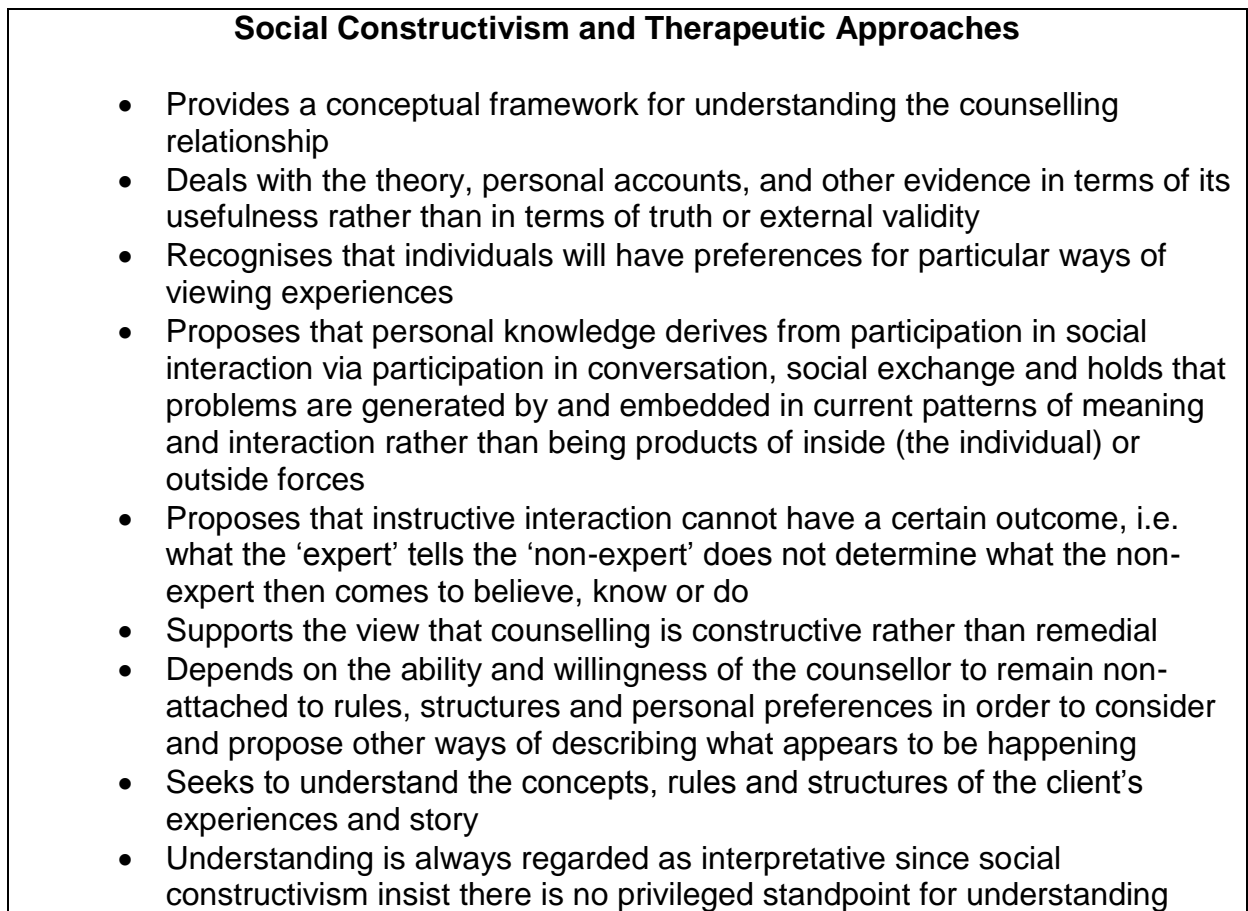 Social Constructivism and Therapeutic Approaches
• Provides a conceptual framework for understanding the counselling
relationship
• Deals with the theory, personal accounts, and other evidence in terms of its
usefulness rather than in terms of truth or external validity
• Recognises that individuals will have preferences for particular ways of
viewing experiences
• Proposes that personal knowledge derives from participation in social
interaction via participation in conversation, social exchange and holds that
problems are generated by and embedded in current patterns of meaning
and interaction rather than being products of inside (the individual) or
outside forces
• Proposes that instructive interaction cannot have a certain outcome, i.e.
what the ‘expert’ tells the ‘non-expert’ does not determine what the non-
expert then comes to believe, know or do
• Supports the view that counselling is constructive rather than remedial
• Depends on the ability and willingness of the counsellor to remain non-
attached to rules, structures and personal preferences in order to consider
and propose other ways of describing what appears to be happening
• Seeks to understand the concepts, rules and structures of the client’s
experiences and story
• Understanding is always regarded as interpretative since social
constructivism insist there is no privileged standpoint for understanding